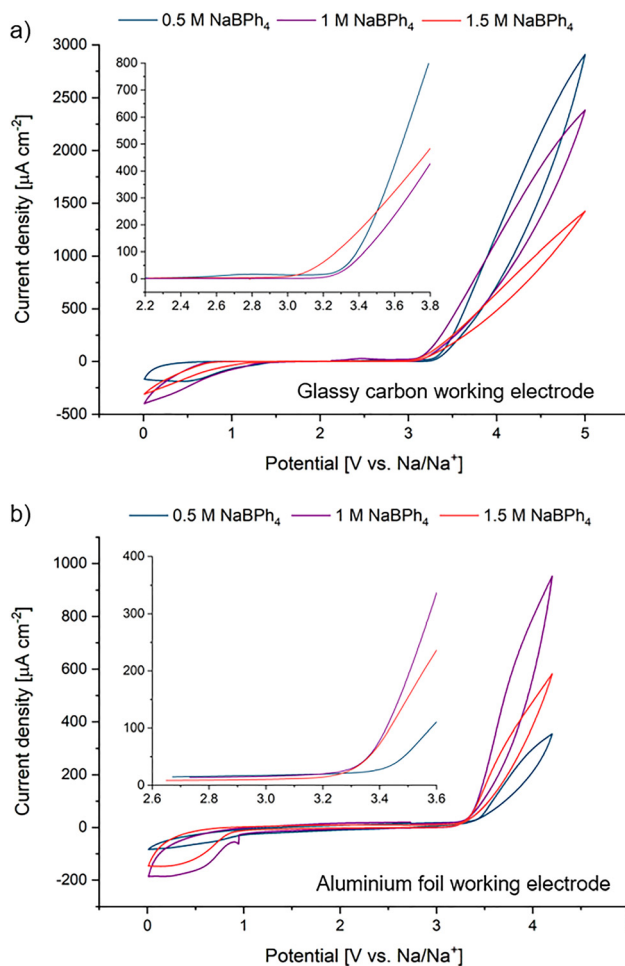 a)
0.5 M NaBPh₄ 1 M NaBPh₄ 1.5 M NaBPh₄
3000
2500
2000
1500
1000
500
0
-500
Current density [µA cm⁻²]
800
700
600
500
400
300
200
100
0
2.2 2.4 2.6 2.8 3.0 3.2 3.4 3.6 3.8
Glassy carbon working electrode
0 1 2 3 4 5
Potential [V vs. Na/Na⁺]
b)
0.5 M NaBPh₄ 1 M NaBPh₄ 1.5 M NaBPh₄
1000
800
600
400
200
0
-200
Current density [µA cm⁻²]
400
300
200
100
0
2.6 2.8 3.0 3.2 3.4 3.6
Aluminium foil working electrode
0 1 2 3 4
Potential [V vs. Na/Na⁺]